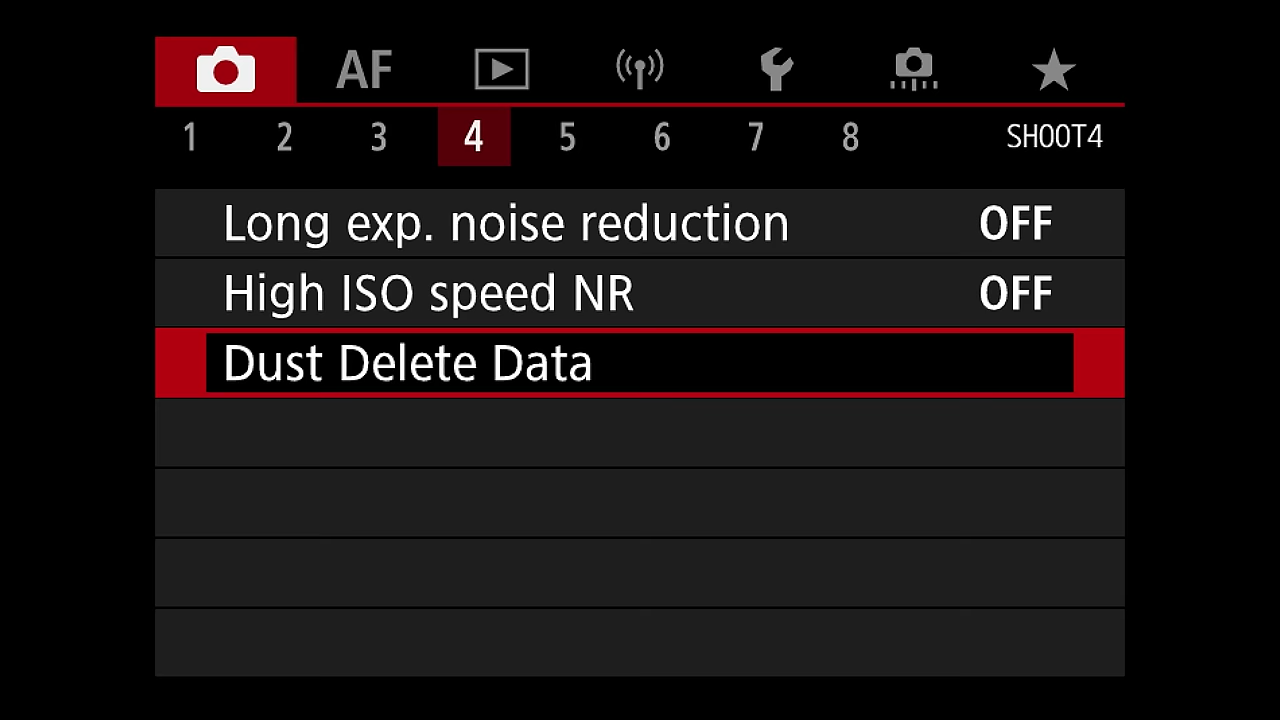 AF
1 2 3 4 5 6 7 8 SHOOT4
Long exp. noise reduction OFF
High ISO speed NR OFF
Dust Delete Data